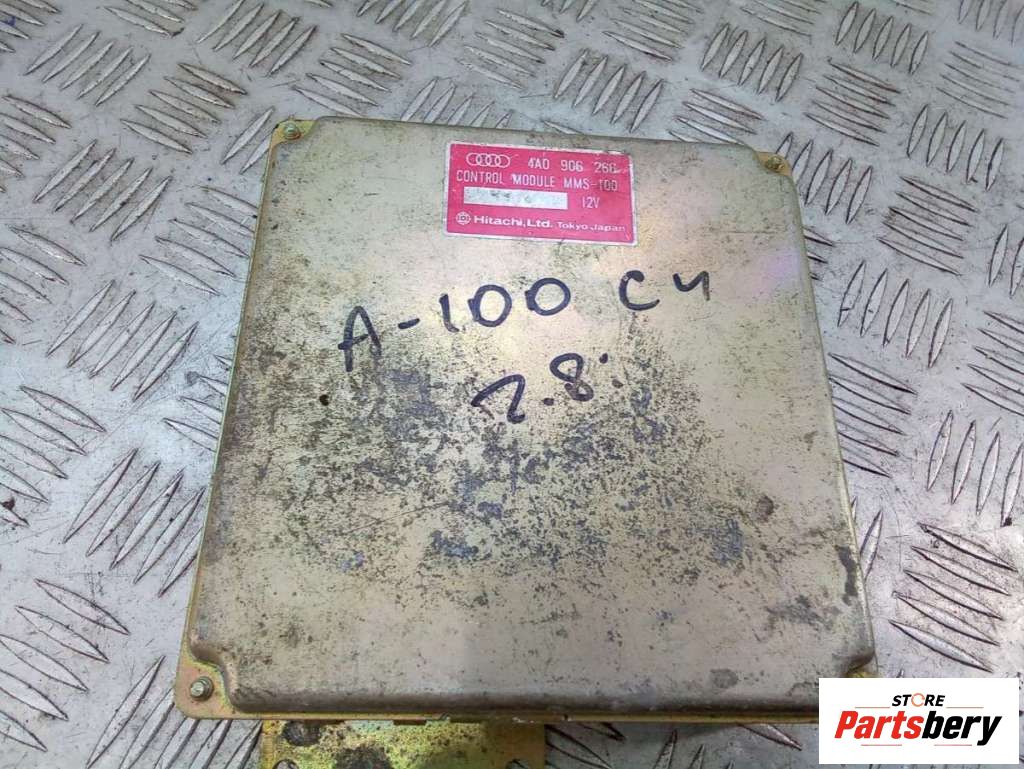 4A0 906 266
CONTROL MODULE MMS-100
12V
Hitachi, Ltd. Tokyo Japan
A-100 C4
2.8
STORE
Partsbery